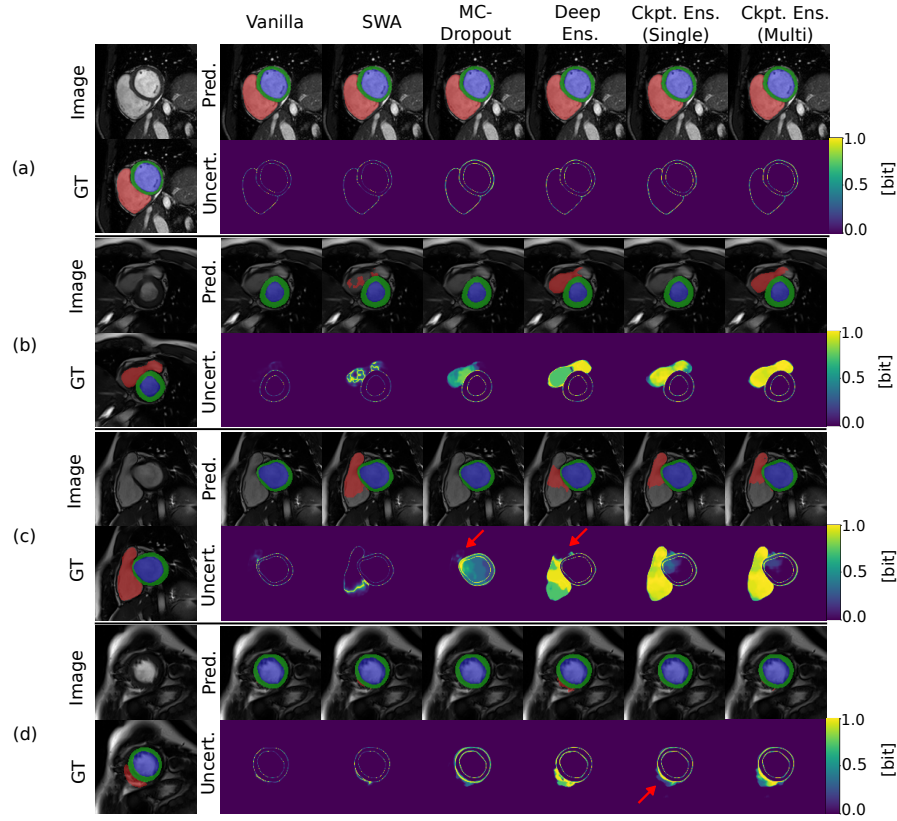 Vanilla
SWA
MC-
Dropout
Deep
Ens.
Ckpt. Ens.
(Single)
Ckpt. Ens.
(Multi)
(a)
Image
GT
Pred.
Uncert.
1.0
0.5
0.0
[bit]
(b)
Image
GT
Pred.
Uncert.
1.0
0.5
0.0
[bit]
(c)
Image
GT
Pred.
Uncert.
1.0
0.5
0.0
[bit]
(d)
Image
GT
Pred.
Uncert.
1.0
0.5
0.0
[bit]